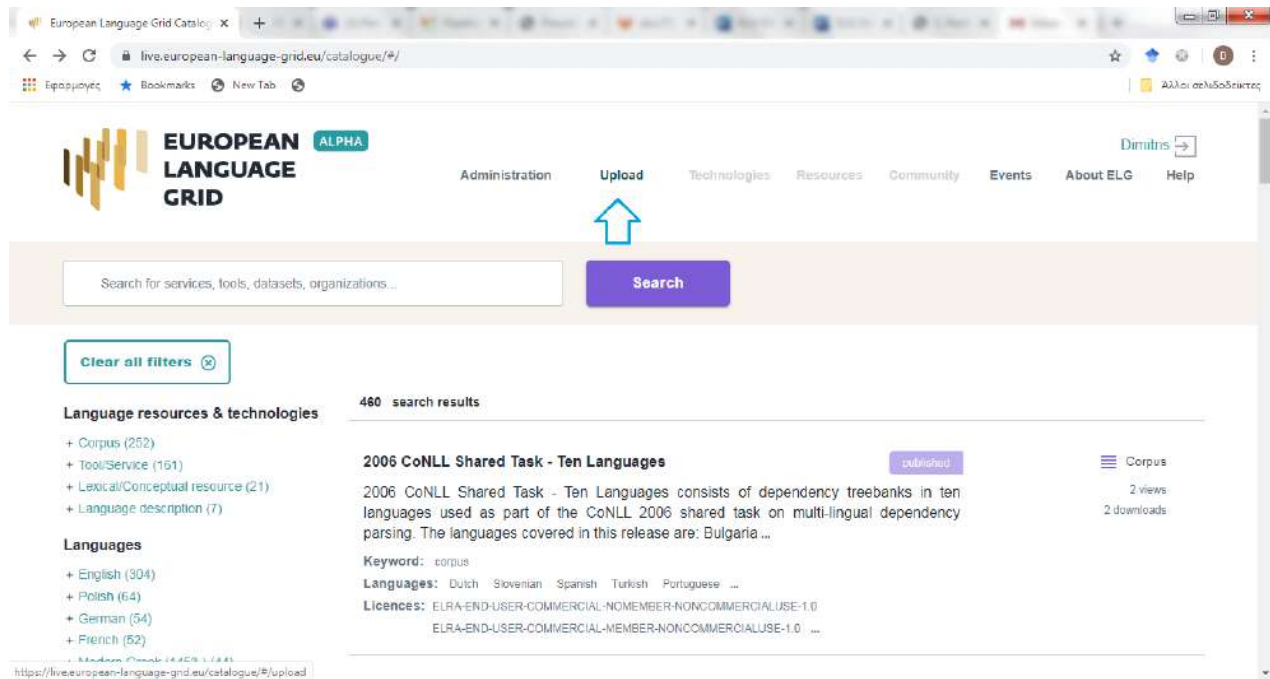 European Language Grid Catalog
live.european-language-grid.eu/catalogue/#/
Εφαρμογές Bookmarks New Tab Άλλοι σελιδοδείκτες
EUROPEAN LANGUAGE GRID
ALPHA
Dimitris
Administration Upload Technologies Resources Community Events About ELG Help
Search for services, tools, datasets, organizations...
Search
Clear all filters
Language resources & technologies
+ Corpus (252)
+ Tool/Service (161)
+ Lexical/Conceptual resource (21)
+ Language description (7)
Languages
+ English (304)
+ Polish (64)
+ German (54)
+ French (52)
+ Modern Greek (1453-) (44)
460 search results
2006 CoNLL Shared Task - Ten Languages
published
Corpus
2 views
2 downloads
2006 CoNLL Shared Task - Ten Languages consists of dependency treebanks in ten
languages used as part of the CoNLL 2006 shared task on multi-lingual dependency
parsing. The languages covered in this release are: Bulgaria ...
Keyword: corpus
Languages: Dutch Slovenian Spanish Turkish Portuguese ...
Licences: ELRA-END-USER-COMMERCIAL-NOMEMBER-NONCOMMERCIALUSE-1.0
ELRA-END-USER-COMMERCIAL-MEMBER-NONCOMMERCIALUSE-1.0 ...
https://live.european-language-grid.eu/catalogue/#/upload